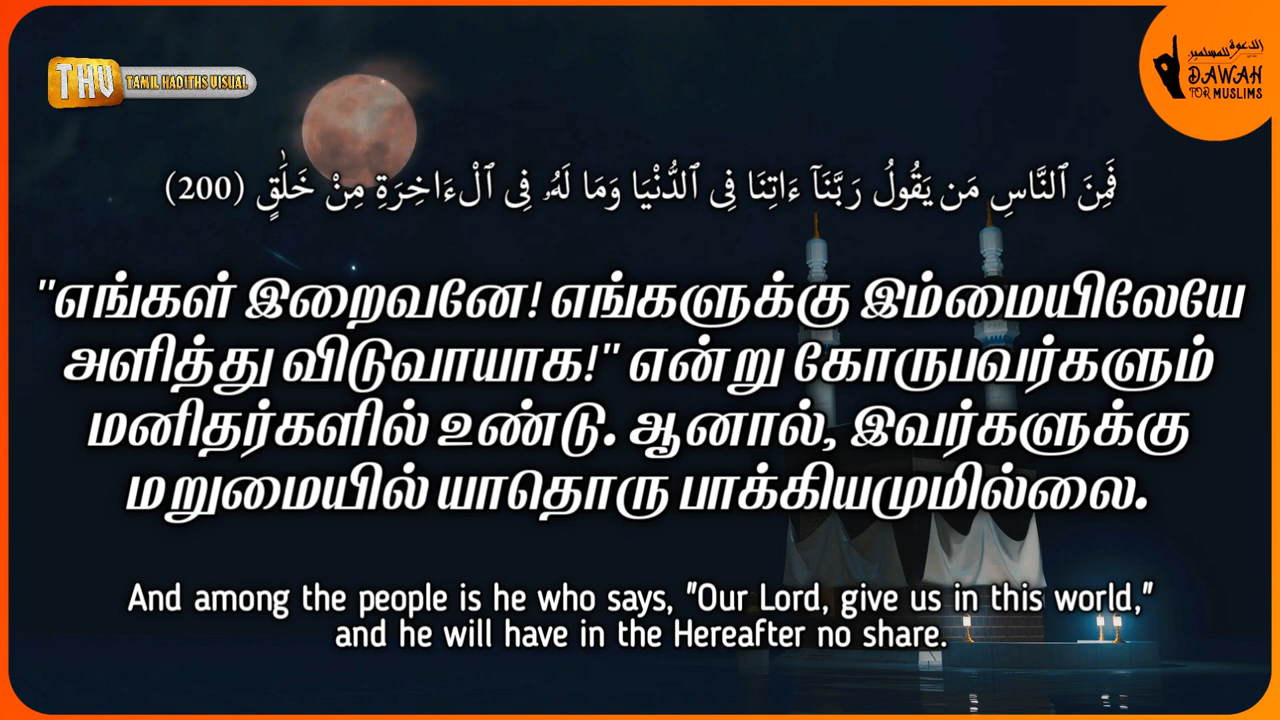 THV TAMIL HADITHS VISUAL
الدعوة للمسلمين
DAWAH
FOR MUSLIMS
فَمِنَ ٱلنَّاسِ مَن يَقُولُ رَبَّنَآ ءَاتِنَا فِى ٱلدُّنْيَا وَمَا لَهُۥ فِى ٱلْءَاخِرَةِ مِنْ خَلَٰقٍ (200)
"எங்கள் இறைவனே! எங்களுக்கு இம்மையிலேயே
அளித்து விடுவாயாக!" என்று கோருபவர்களும்
மனிதர்களில் உண்டு. ஆனால், இவர்களுக்கு
மறுமையில் யாதொரு பாக்கியமுமில்லை.
And among the people is he who says, "Our Lord, give us in this world,"
and he will have in the Hereafter no share.